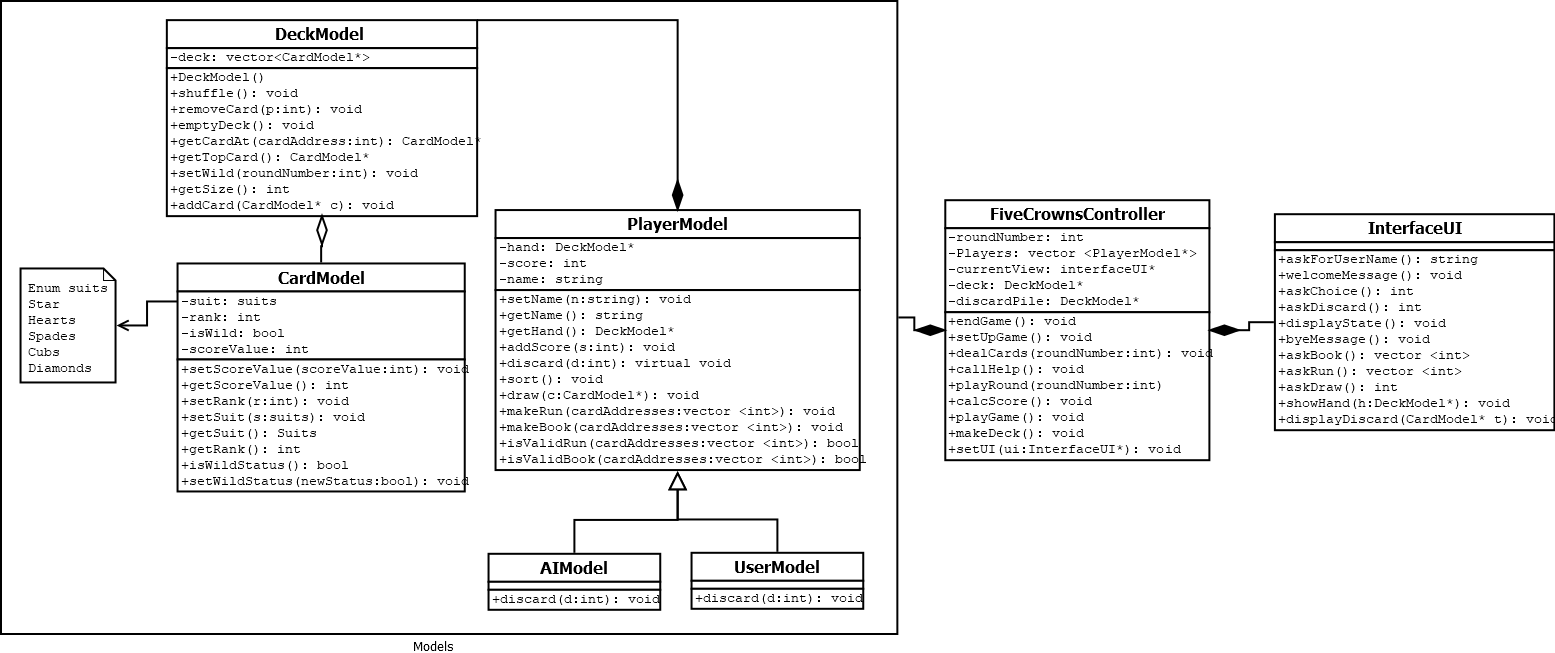 DeckModel
-deck: vector<CardModel*>
+DeckModel()
+shuffle(): void
+removeCard(p:int): void
+emptyDeck(): void
+getCardAt(cardAddress:int): CardModel*
+getTopCard(): CardModel*
+setWild(roundNumber:int): void
+getSize(): int
+addCard(CardModel* c): void
Enum suits
Star
Hearts
Spades
Cubs
Diamonds
CardModel
-suit: suits
-rank: int
-isWild: bool
-scoreValue: int
+setScoreValue(scoreValue:int): void
+getScoreValue(): int
+setRank(r:int): void
+setSuit(s:suits): void
+getSuit(): Suits
+getRank(): int
+isWildStatus(): bool
+setWildStatus(newStatus:bool): void
PlayerModel
-hand: DeckModel*
-score: int
-name: string
+setName(n:string): void
+getName(): string
+getHand(): DeckModel*
+addScore(s:int): void
+discard(d:int): virtual void
+sort(): void
+draw(c:CardModel*): void
+makeRun(cardAddresses:vector <int>): void
+makeBook(cardAddresses:vector <int>): void
+isValidRun(cardAddresses:vector <int>): bool
+isValidBook(cardAddresses:vector <int>): bool
AIModel
+discard(d:int): void
UserModel
+discard(d:int): void
Models
FiveCrownsController
-roundNumber: int
-Players: vector <PlayerModel*>
-currentView: interfaceUI*
-deck: DeckModel*
-discardPile: DeckModel*
+endGame(): void
+setUpGame(): void
+dealCards(roundNumber:int): void
+callHelp(): void
+playRound(roundNumber:int)
+calcScore(): void
+playGame(): void
+makeDeck(): void
+setUI(ui:InterfaceUI*): void
InterfaceUI
+askForUserName(): string
+welcomeMessage(): void
+askChoice(): int
+askDiscard(): int
+displayState(): void
+byeMessage(): void
+askBook(): vector <int>
+askRun(): vector <int>
+askDraw(): int
+showHand(h:DeckModel*): void
+displayDiscard(CardModel* t): void